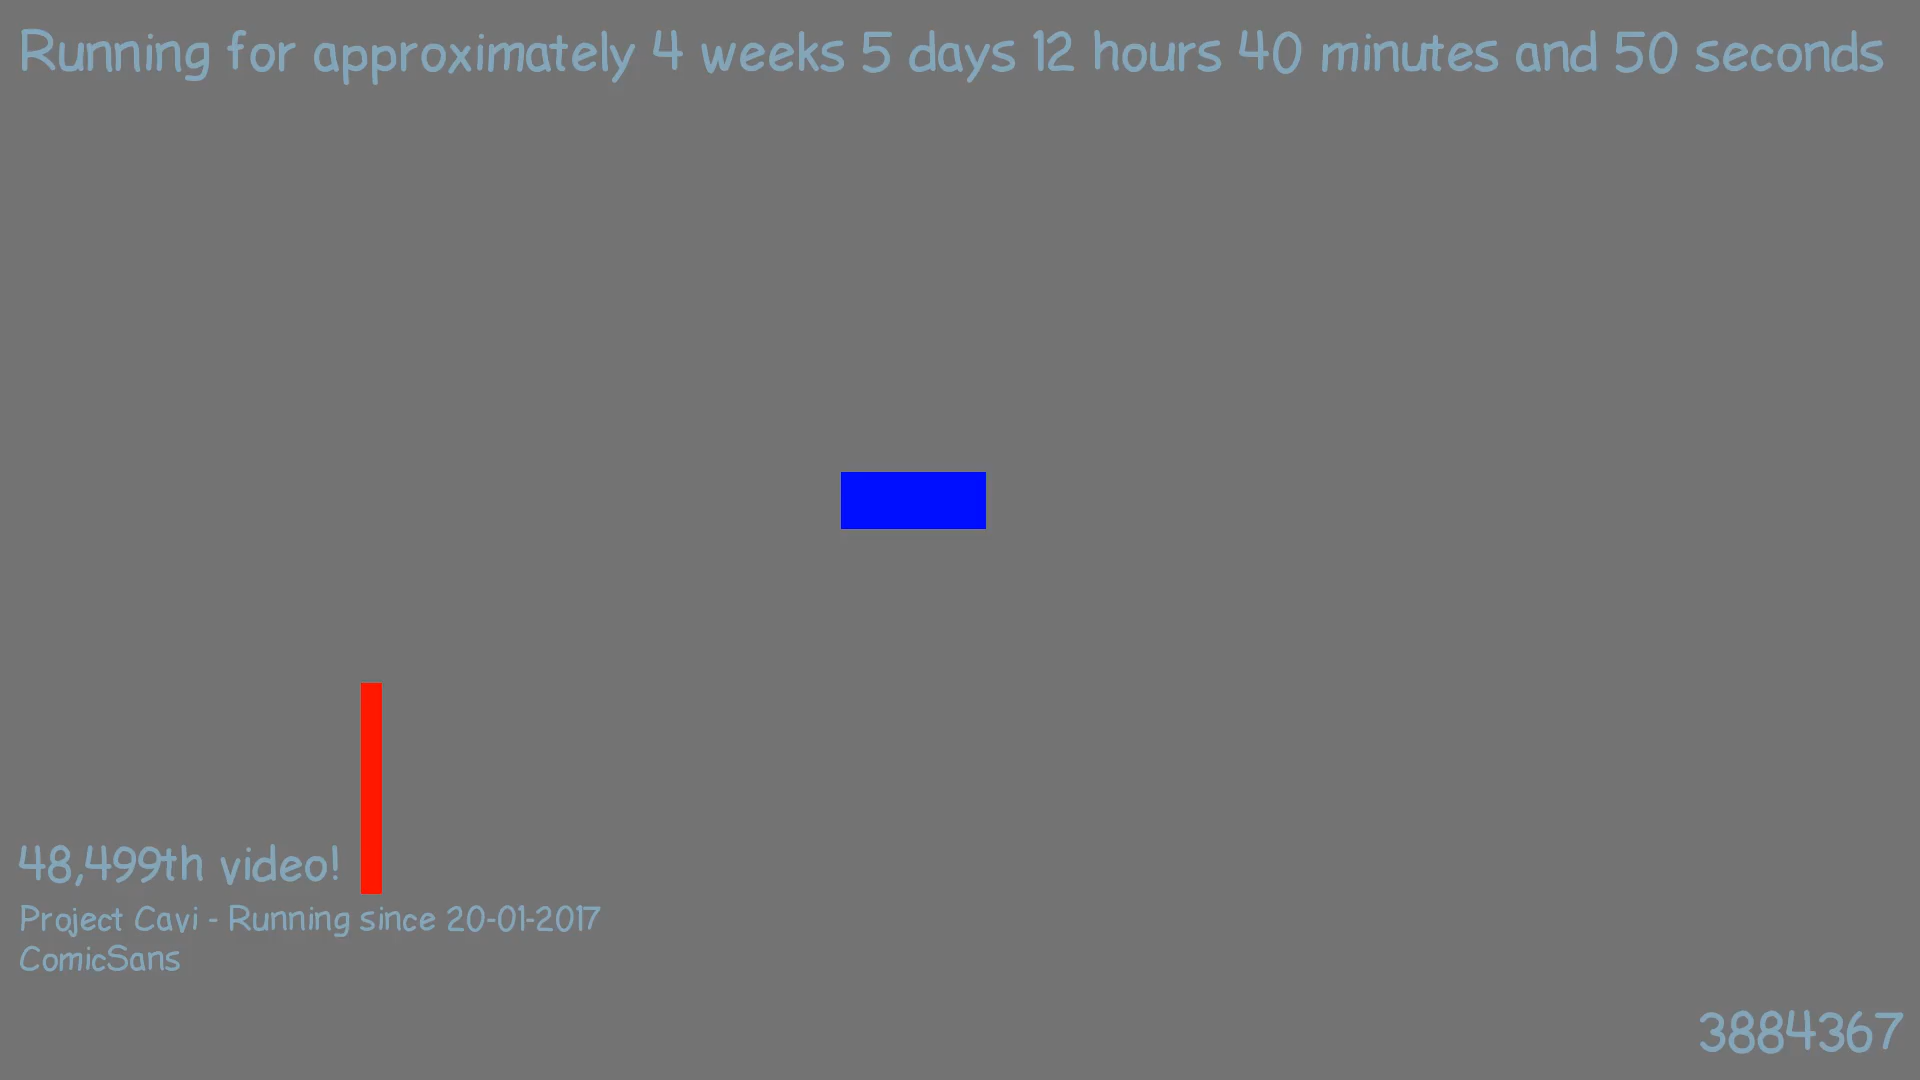 Running for approximately 4 weeks 5 days 12 hours 40 minutes and 50 seconds
48,499th video!
Project Cavi - Running since 20-01-2017
ComicSans
3884367